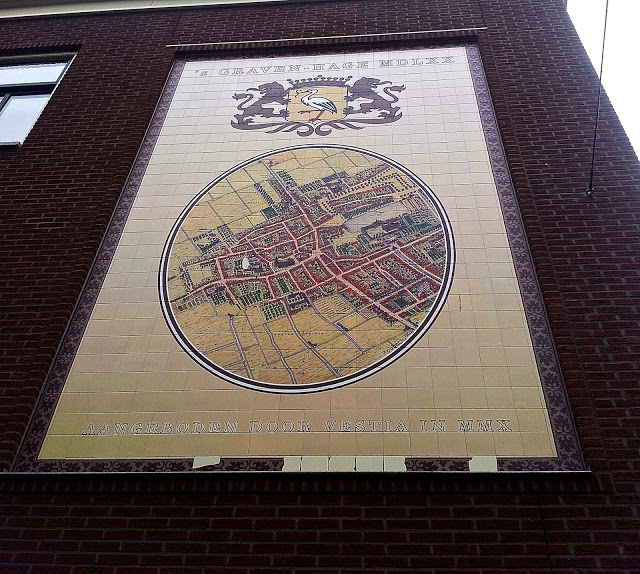 's GRAVEN-HAGE MDLXX
AANGEBODEN DOOR VESTIA IN MMX